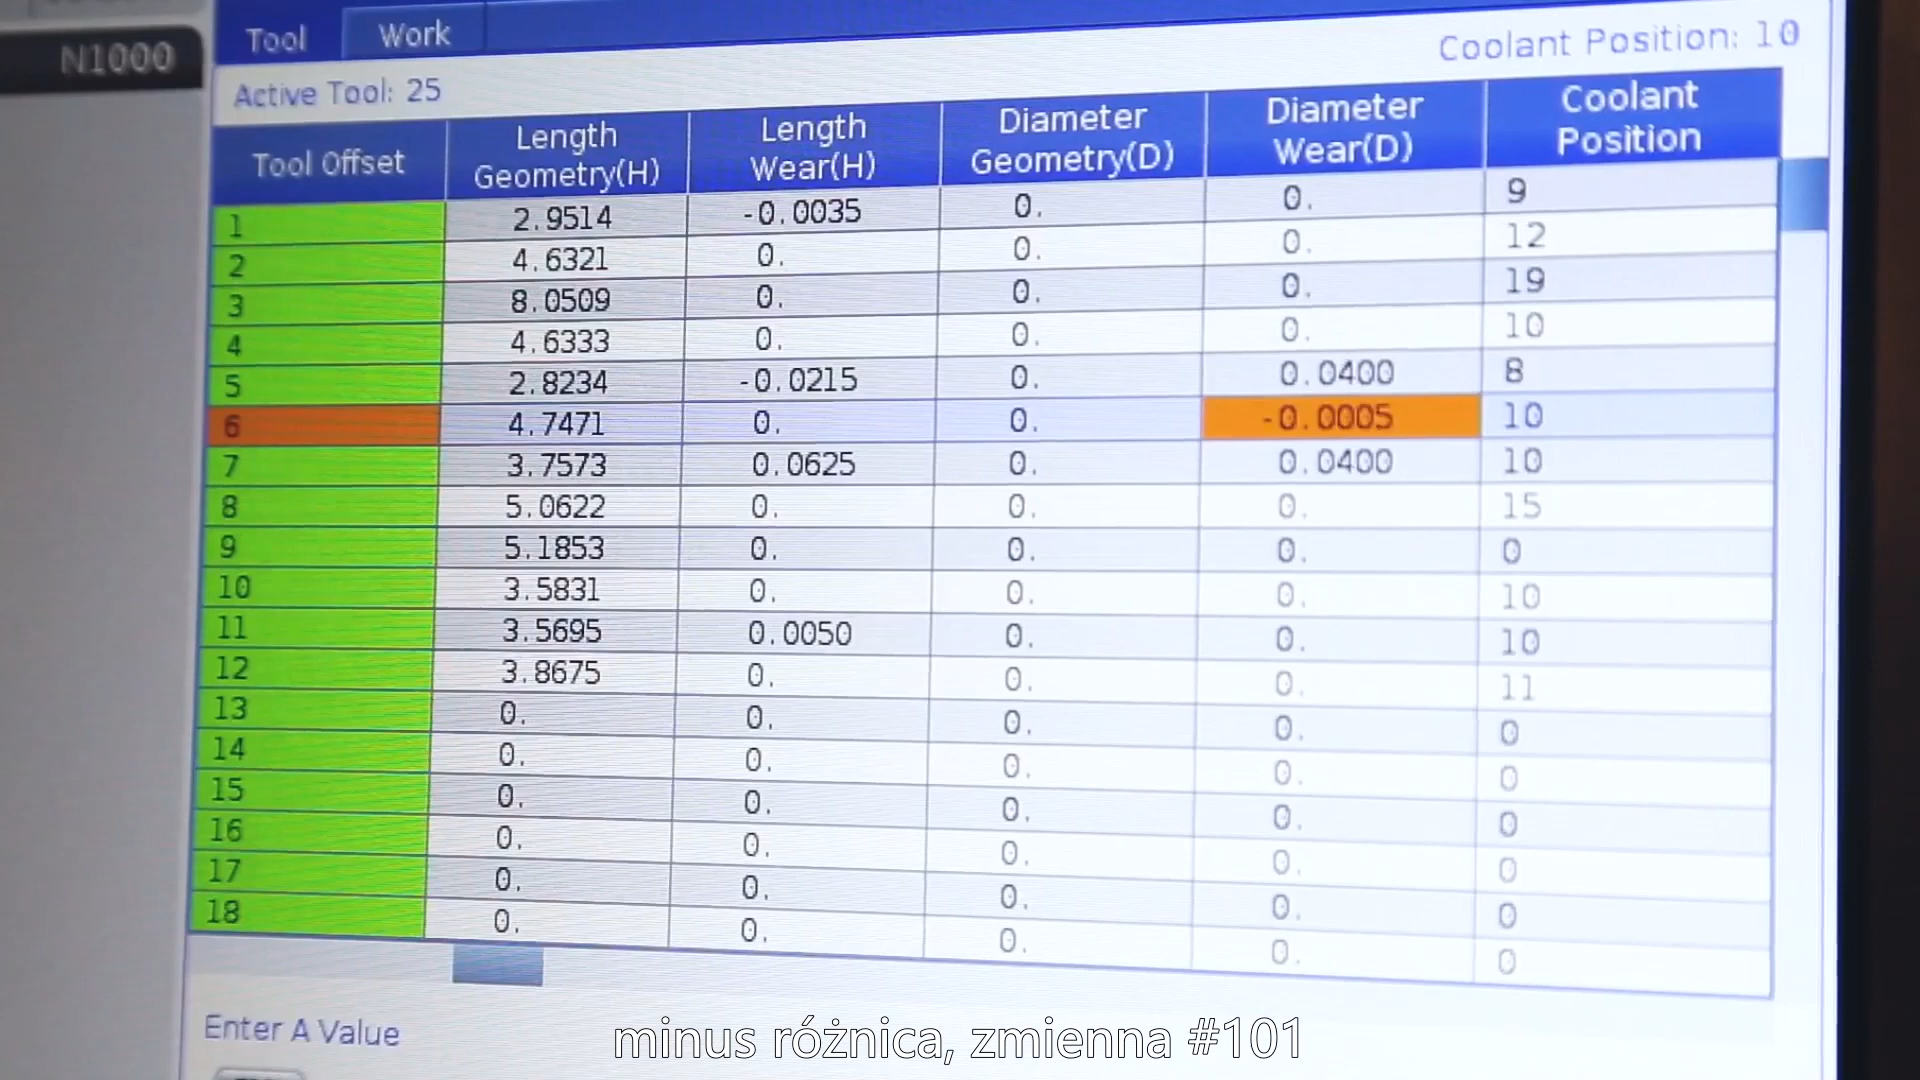 N1000
Tool Work
Coolant Position: 10
Active Tool: 25
Tool Offset Length Geometry(H) Length Wear(H) Diameter Geometry(D) Diameter Wear(D) Coolant Position
1 2.9514 -0.0035 0. 0. 9
2 4.6321 0. 0. 0. 12
3 8.0509 0. 0. 0. 19
4 4.6333 0. 0. 0. 10
5 2.8234 -0.0215 0. 0.0400 8
6 4.7471 0. 0. -0.0005 10
7 3.7573 0.0625 0. 0.0400 10
8 5.0622 0. 0. 0. 15
9 5.1853 0. 0. 0. 0
10 3.5831 0. 0. 0. 10
11 3.5695 0.0050 0. 0. 10
12 3.8675 0. 0. 0. 11
13 0. 0. 0. 0. 0
14 0. 0. 0. 0. 0
15 0. 0. 0. 0. 0
16 0. 0. 0. 0. 0
17 0. 0. 0. 0. 0
18 0. 0. 0. 0. 0
Enter A Value
minus różnica, zmienna #101